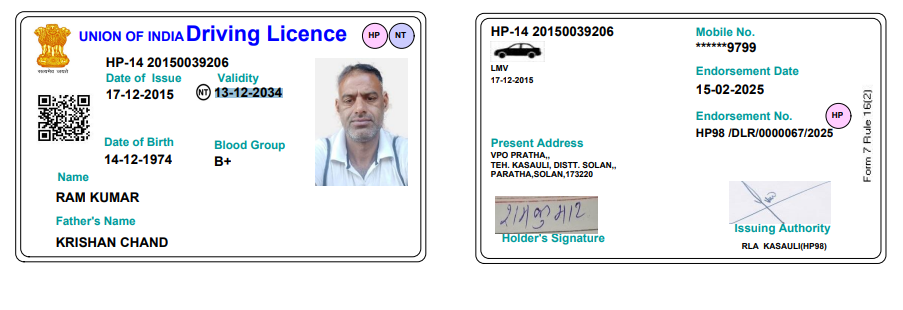 UNION OF INDIA Driving Licence HP NT
HP-14 20150039206
Date of Issue Validity
17-12-2015 NT 13-12-2034
Date of Birth Blood Group
14-12-1974 B+
Name
RAM KUMAR
Father's Name
KRISHAN CHAND
HP-14 20150039206
LMV
17-12-2015
Mobile No.
******9799
Endorsement Date
15-02-2025
Endorsement No. HP
HP98 /DLR/0000067/2025
Present Address
VPO PRATHA,,
TEH. KASAULI, DISTT. SOLAN,,
PARATHA,SOLAN,173220
रामकुमार
Holder's Signature
Issuing Authority
RLA KASAULI(HP98)
Form 7 Rule 16(2)